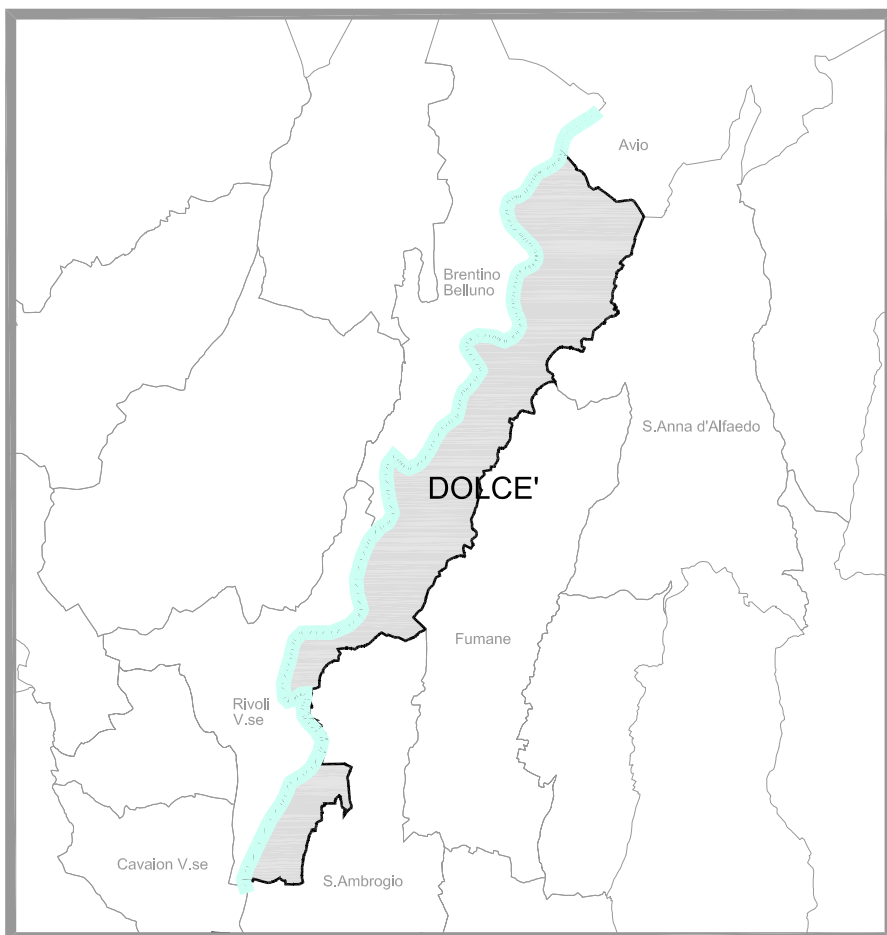 Avio
Brentino
Belluno
S.Anna d'Alfaedo
DOLCE'
Fumane
Rivoli
V.se
Cavaion V.se
S.Ambrogio